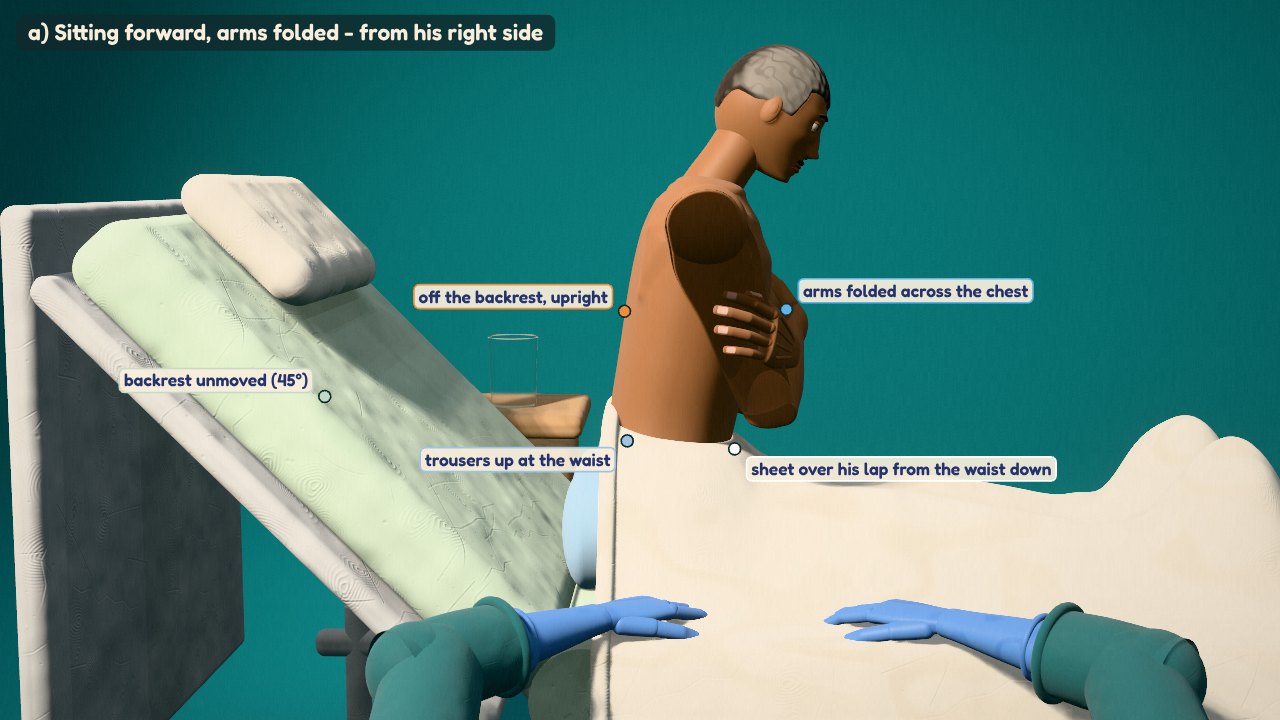 a) Sitting forward, arms folded - from his right side
off the backrest, upright
arms folded across the chest
backrest unmoved (45°)
trousers up at the waist
sheet over his lap from the waist down